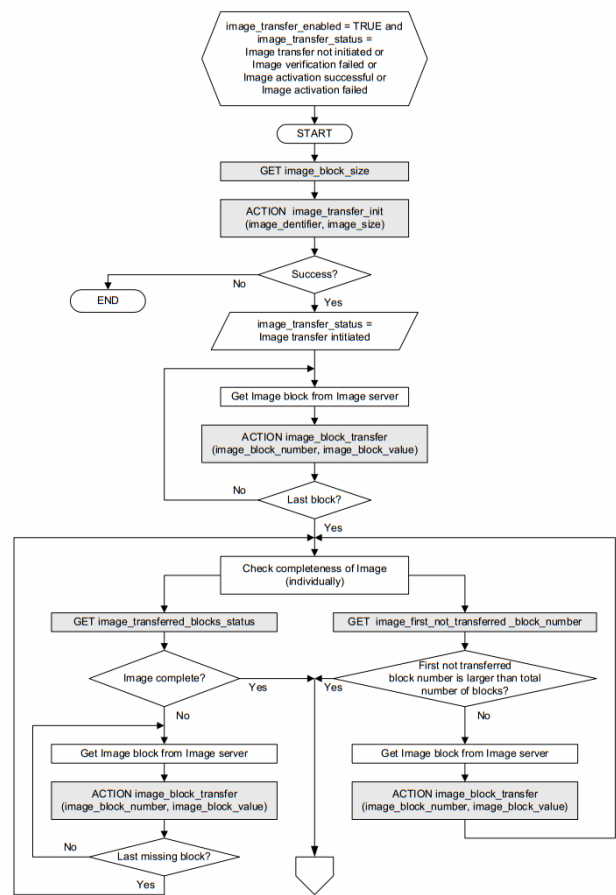 image_transfer_enabled = TRUE and
image_transfer_status =
Image transfer not initiated or
Image verification failed or
Image activation successful or
Image activation failed
START
GET image_block_size
ACTION image_transfer_init
(image_dentifier, image_size)
Success?
No
Yes
END
image_transfer_status =
Image transfer intitiated
Get Image block from Image server
ACTION image_block_transfer
(image_block_number, image_block_value)
Last block?
No
Yes
Check completeness of Image
(individually)
GET image_transferred_blocks_status
Image complete?
Yes
No
Get Image block from Image server
ACTION image_block_transfer
(image_block_number, image_block_value)
Last missing block?
No
Yes
GET image_first_not_transferred _block_number
First not transferred
block number is larger than total
number of blocks?
Yes
No
Get Image block from Image server
ACTION image_block_transfer
(image_block_number, image_block_value)